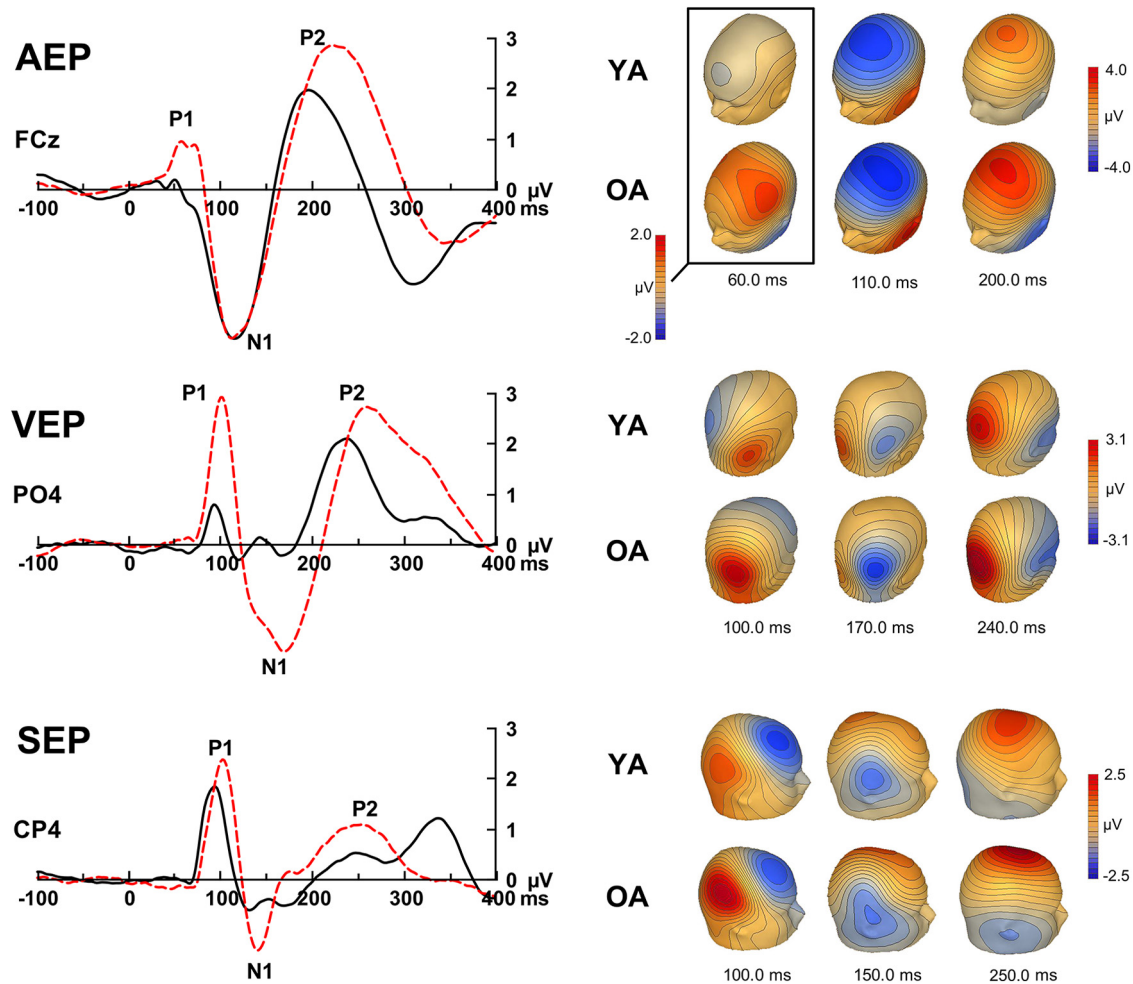 AEP
FCz
P1
P2
N1
3
2
1
0 µV
-100 0 100 200 300 400 ms
YA
OA
4.0
µV
-4.0
2.0
µV
-2.0
60.0 ms 110.0 ms 200.0 ms
VEP
PO4
P1
P2
N1
3
2
1
0 µV
-100 0 100 200 300 400 ms
YA
OA
3.1
µV
-3.1
100.0 ms 170.0 ms 240.0 ms
SEP
CP4
P1
P2
N1
3
2
1
0 µV
-100 0 100 200 300 400 ms
YA
OA
2.5
µV
-2.5
100.0 ms 150.0 ms 250.0 ms